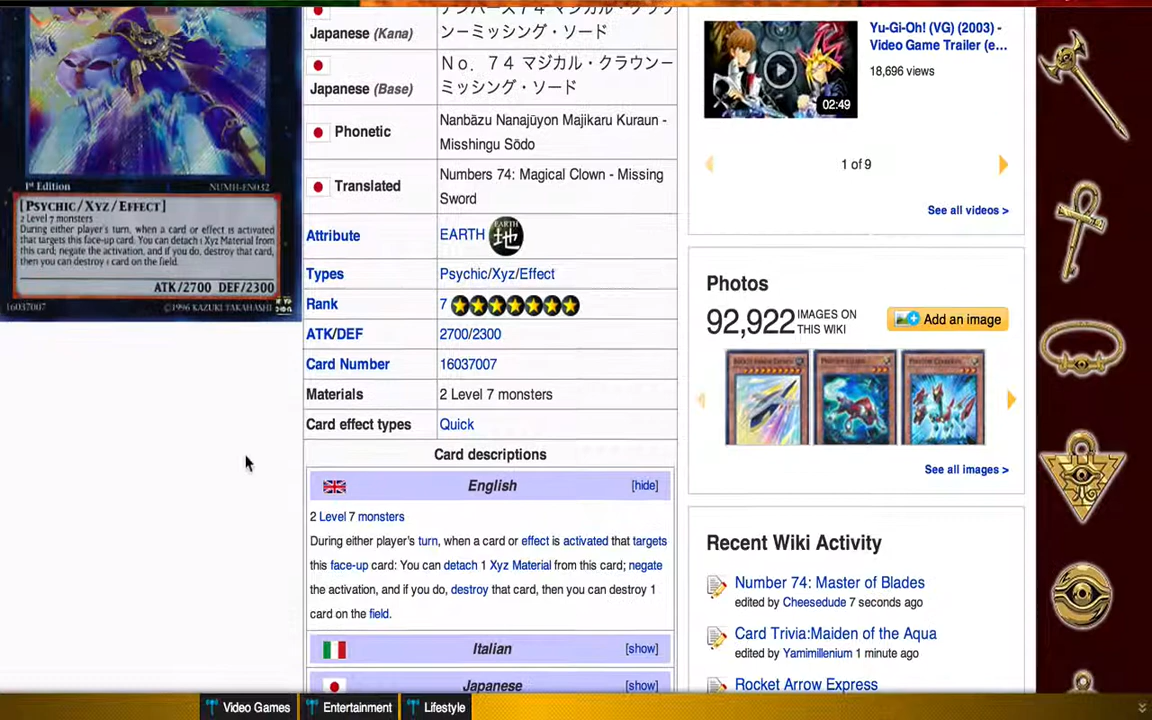 1st Edition NUMH-EN032
[PSYCHIC/XYZ/EFFECT]
2 Level 7 monsters
During either player's turn, when a card or effect is activated
that targets this face-up card: You can detach 1 Xyz Material from
this card; negate the activation, and if you do, destroy that card,
then you can destroy 1 card on the field.
ATK/2700 DEF/2300
16037007 ©1996 KAZUKI TAKAHASHI
Japanese (Kana)
ンーミッシング・ソード
Japanese (Base)
Ｎｏ．７４ マジカル・クラウンー
ミッシング・ソード
Phonetic
Nanbāzu Nanajūyon Majikaru Kuraun -
Misshingu Sōdo
Translated
Numbers 74: Magical Clown - Missing
Sword
Attribute
EARTH
EARTH
地
Types
Psychic/Xyz/Effect
Rank
7
ATK/DEF
2700/2300
Card Number
16037007
Materials
2 Level 7 monsters
Card effect types
Quick
Card descriptions
English
[hide]
2 Level 7 monsters
During either player's turn, when a card or effect is activated that targets
this face-up card: You can detach 1 Xyz Material from this card; negate
the activation, and if you do, destroy that card, then you can destroy 1
card on the field.
Italian
[show]
Japanese
[show]
02:49
Yu-Gi-Oh! (VG) (2003) -
Video Game Trailer (e...
18,696 views
1 of 9
See all videos >
Photos
92,922 IMAGES ON
THIS WIKI
Add an image
See all images >
Recent Wiki Activity
Number 74: Master of Blades
edited by Cheesedude 7 seconds ago
Card Trivia:Maiden of the Aqua
edited by Yamimillenium 1 minute ago
Rocket Arrow Express
Video Games
Entertainment
Lifestyle